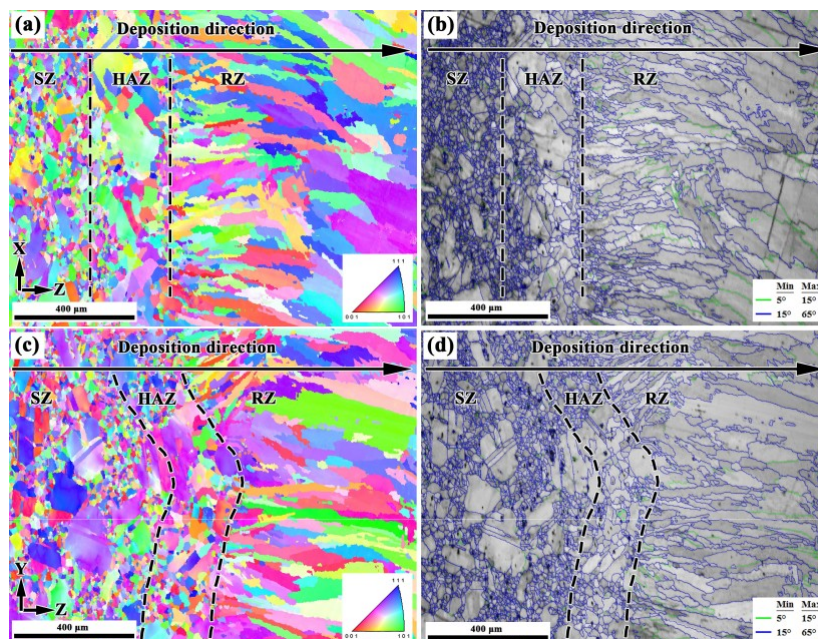 (a)
Deposition direction
SZ
HAZ
RZ
X
Z
400 μm
111
001
101
(b)
Deposition direction
SZ
HAZ
RZ
Min Max
5° 15°
15° 65°
400 μm
(c)
Deposition direction
SZ
HAZ
RZ
Y
Z
400 μm
111
001
101
(d)
Deposition direction
SZ
HAZ
RZ
Min Max
5° 15°
15° 65°
400 μm